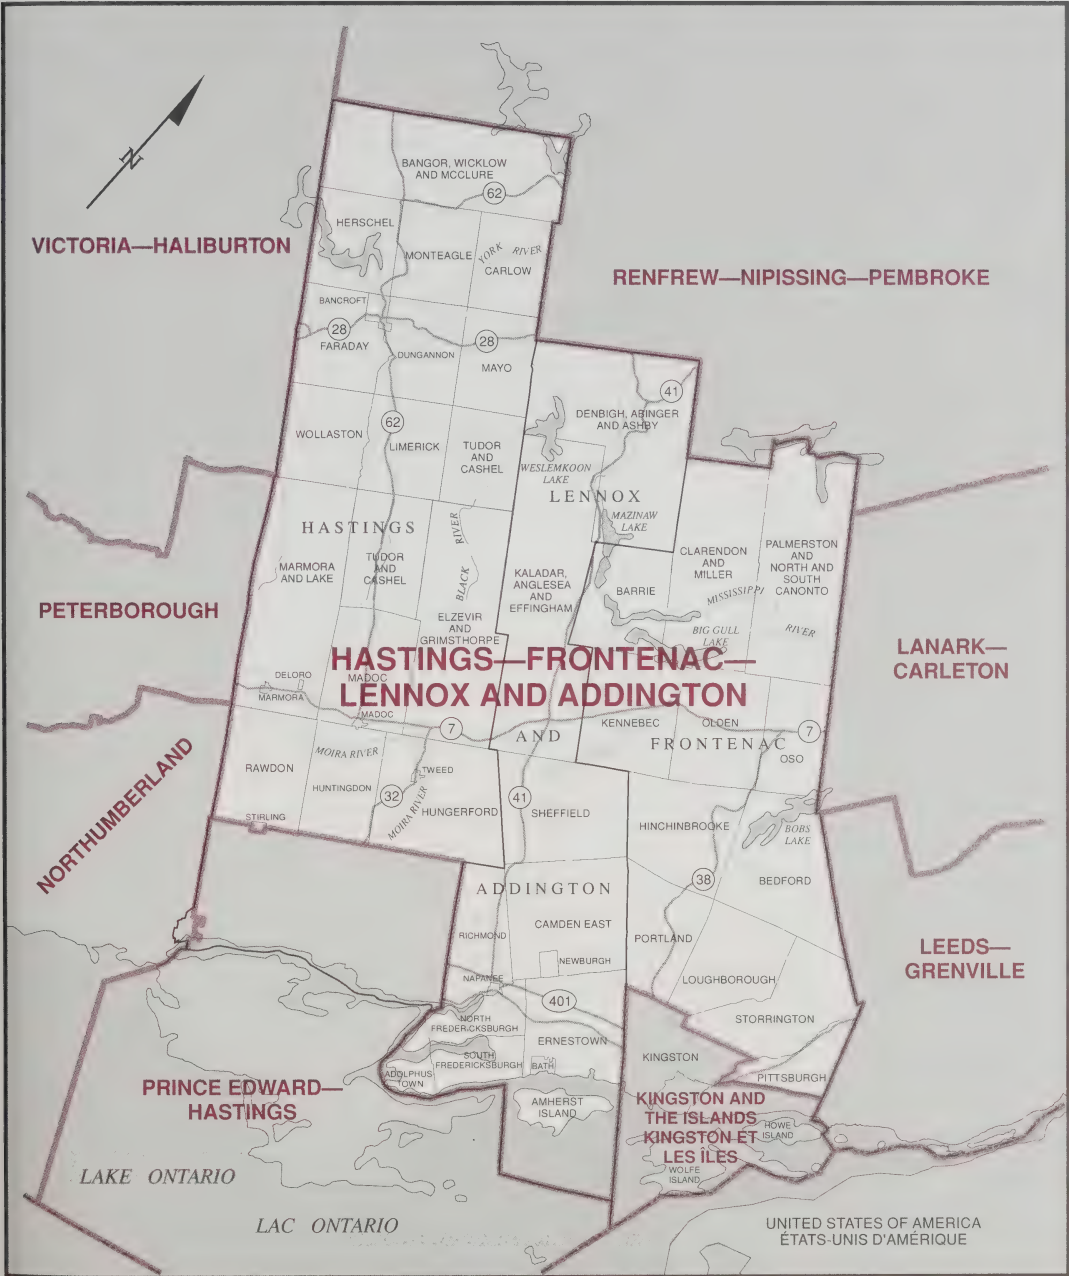 N
BANGOR, WICKLOW
AND MCCLURE
62
HERSCHEL
VICTORIA—HALIBURTON
MONTEAGLE
YORK RIVER
CARLOW
RENFREW—NIPISSING—PEMBROKE
BANCROFT
28
FARADAY
28
DUNGANNON
MAYO
41
DENBIGH, ABINGER
AND ASHBY
62
WOLLASTON
LIMERICK
TUDOR
AND
CASHEL
WESLEMKOON
LAKE
LENNOX
MAZINAW
LAKE
HASTINGS
RIVER
BLACK
MARMORA
AND LAKE
TUDOR
AND
CASHEL
KALADAR,
ANGLESEA
AND
EFFINGHAM
CLARENDON
AND
MILLER
PALMERSTON
AND
NORTH AND
SOUTH
CANONTO
BARRIE
MISSISSIPPI
RIVER
PETERBOROUGH
ELZEVIR
AND
GRIMSTHORPE
BIG GULL
LAKE
LANARK—
CARLETON
HASTINGS—FRONTENAC—
LENNOX AND ADDINGTON
DELORO
MADOC
MARMORA
MADOC
7
AND
KENNEBEC
OLDEN
7
FRONTENAC
OSO
NORTHUMBERLAND
MOIRA RIVER
RAWDON
TWEED
HUNTINGDON
32
MOIRA RIVER
HUNGERFORD
41
SHEFFIELD
STIRLING
HINCHINBROOKE
BOBS
LAKE
38
BEDFORD
ADDINGTON
CAMDEN EAST
RICHMOND
PORTLAND
NEWBURGH
LEEDS—
GRENVILLE
NAPANEE
LOUGHBOROUGH
401
NORTH
FREDERICKSBURGH
STORRINGTON
ERNESTOWN
SOUTH
FREDERICKSBURGH
BATH
KINGSTON
ADOLPHUS
TOWN
PITTSBURGH
PRINCE EDWARD—
HASTINGS
AMHERST
ISLAND
KINGSTON AND
THE ISLANDS
KINGSTON ET
LES ÎLES
HOWE
ISLAND
WOLFE
ISLAND
LAKE ONTARIO
LAC ONTARIO
UNITED STATES OF AMERICA
ÉTATS-UNIS D'AMÉRIQUE